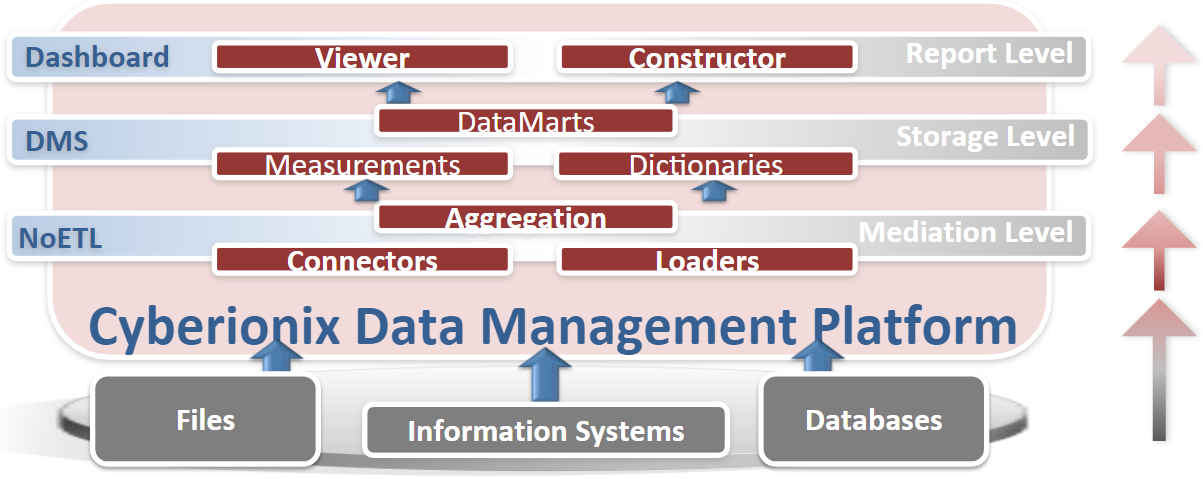 Dashboard
Viewer
Constructor
Report Level
DataMarts
DMS
Storage Level
Measurements
Dictionaries
Aggregation
NoETL
Mediation Level
Connectors
Loaders
Cyberionix Data Management Platform
Files
Information Systems
Databases